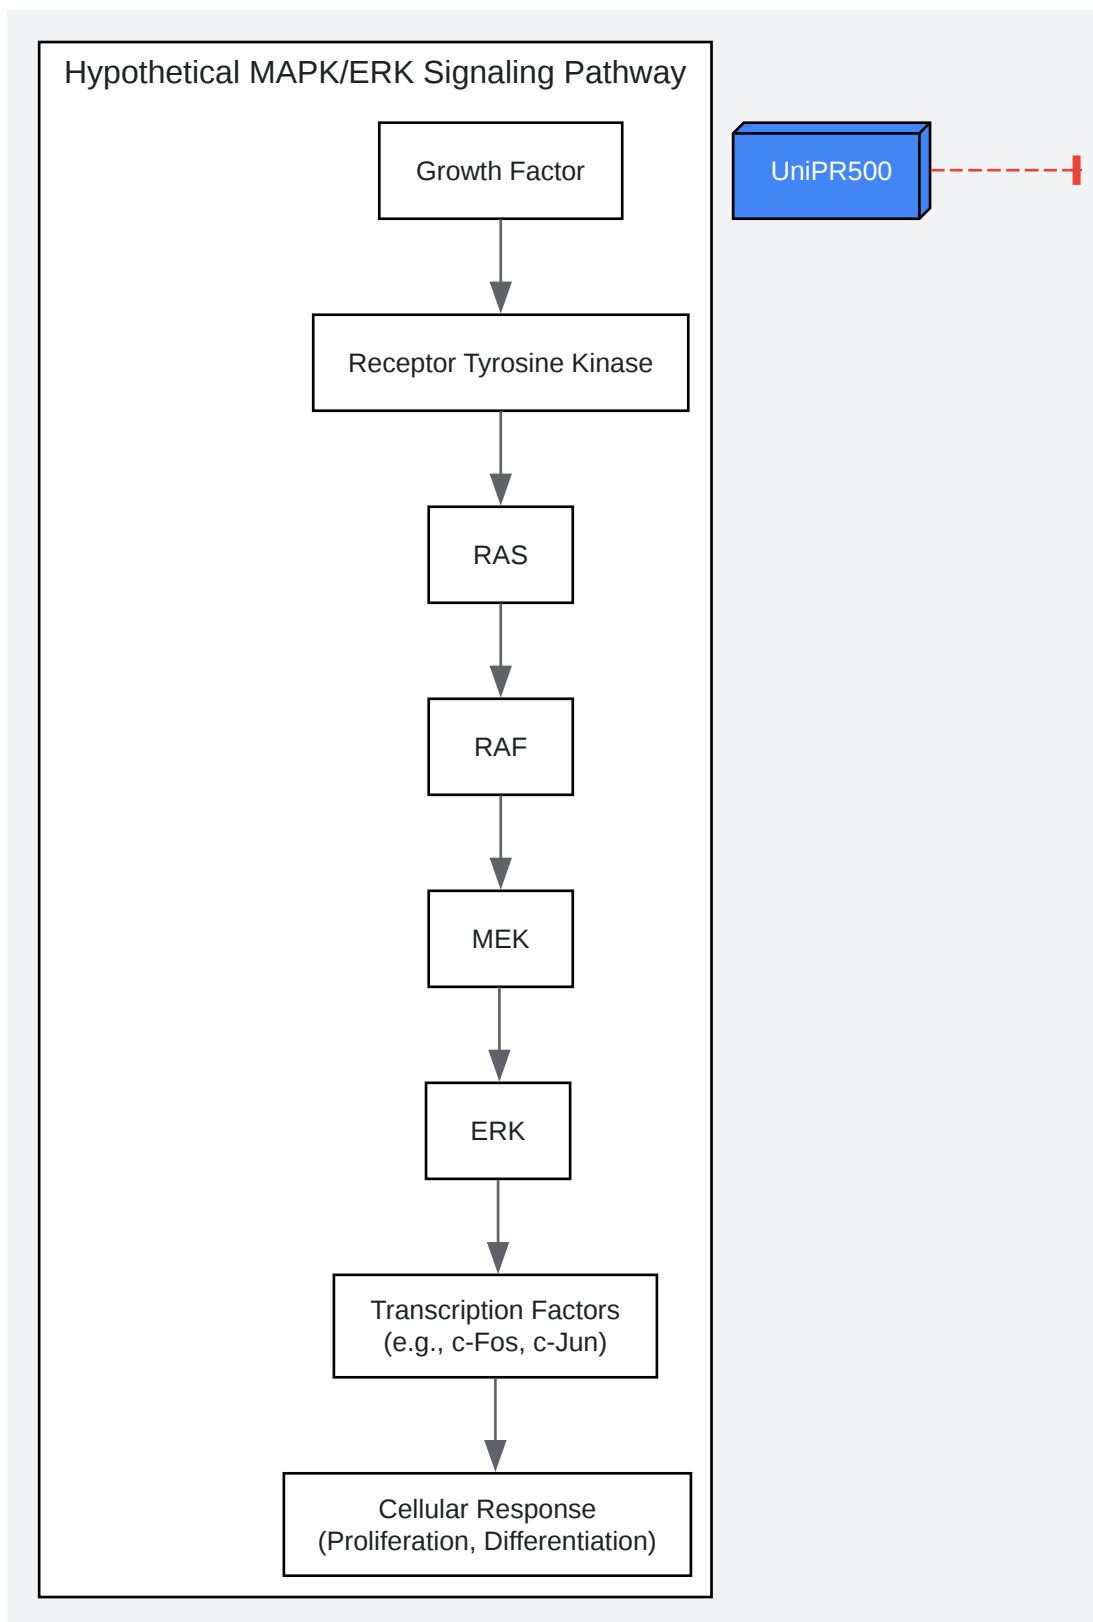 Hypothetical MAPK/ERK Signaling Pathway
Growth Factor
UniPR500
Receptor Tyrosine Kinase
RAS
RAF
MEK
ERK
Transcription Factors
(e.g., c-Fos, c-Jun)
Cellular Response
(Proliferation, Differentiation)